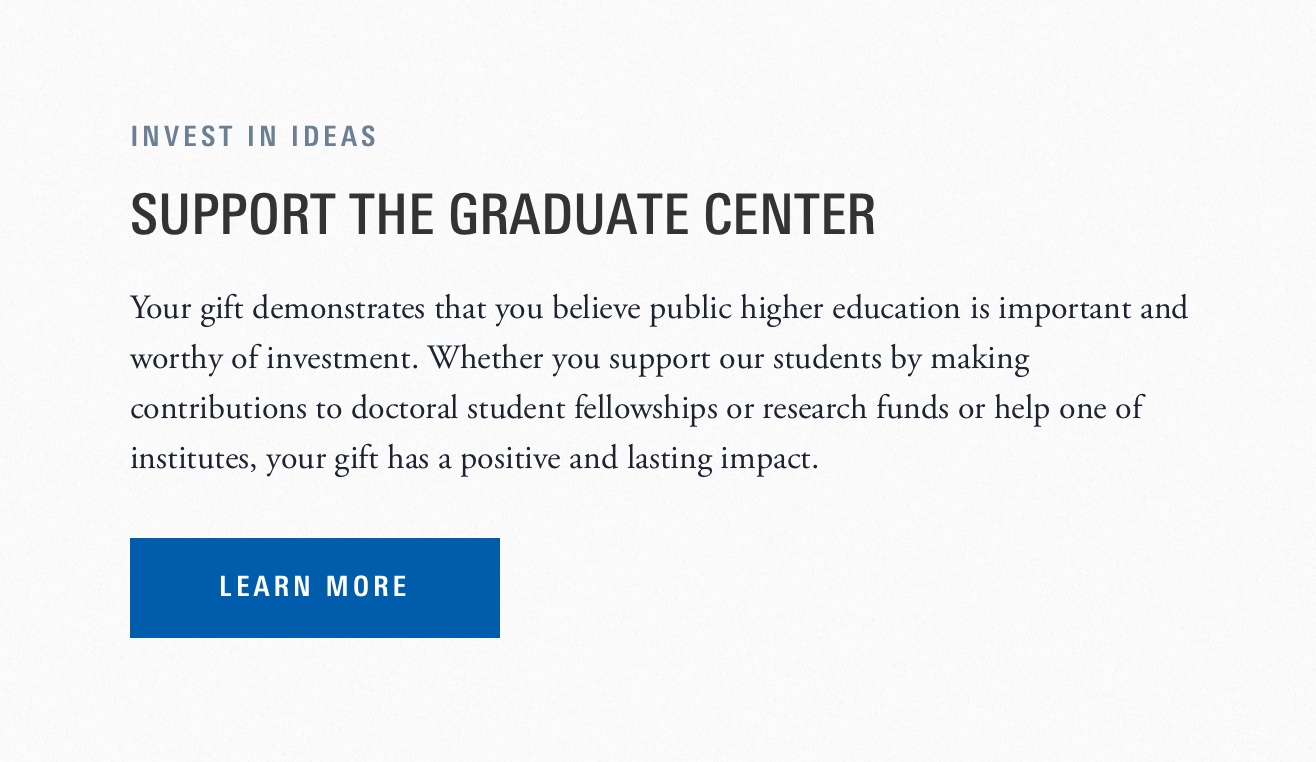 INVEST IN IDEAS
SUPPORT THE GRADUATE CENTER
Your gift demonstrates that you believe public higher education is important and
worthy of investment. Whether you support our students by making
contributions to doctoral student fellowships or research funds or help one of
institutes, your gift has a positive and lasting impact.
LEARN MORE